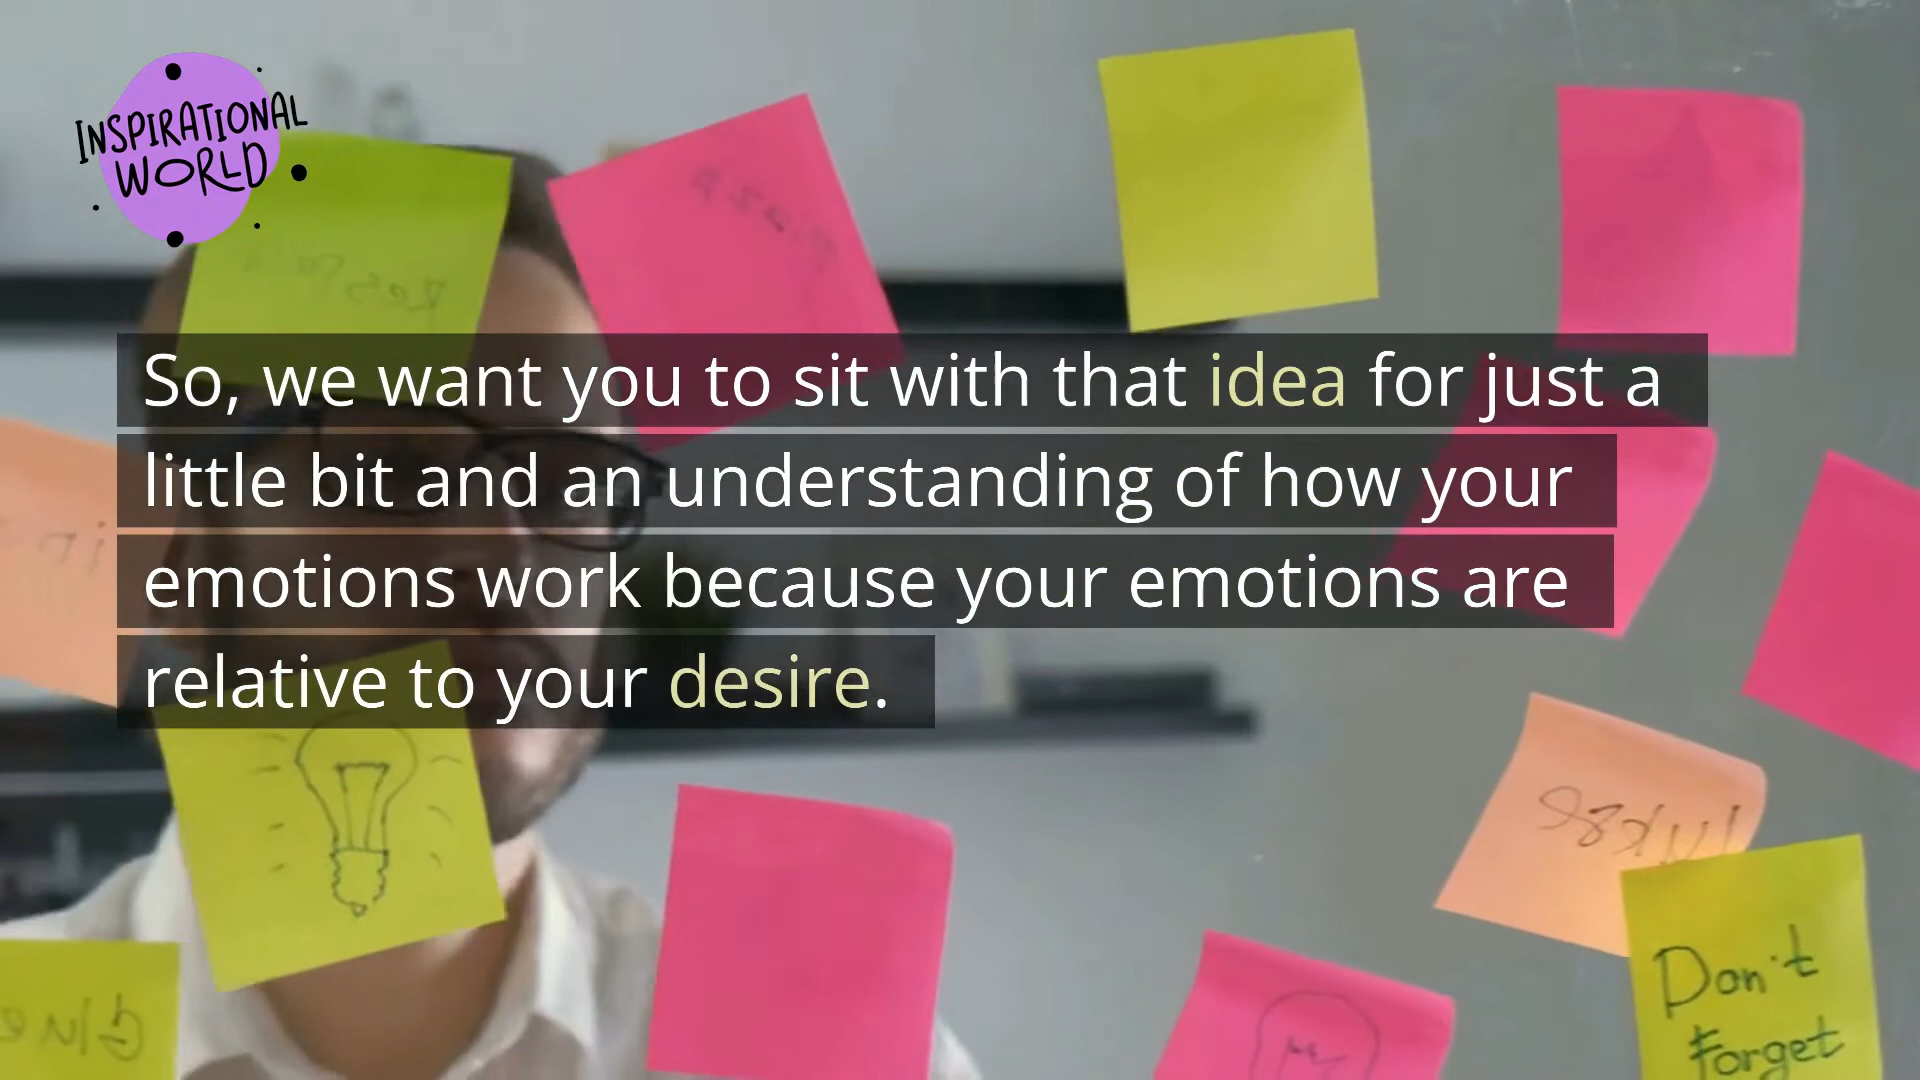 INSPIRATIONAL
WORLD
So, we want you to sit with that idea for just a
little bit and an understanding of how your
emotions work because your emotions are
relative to your desire.
Don't
Forget